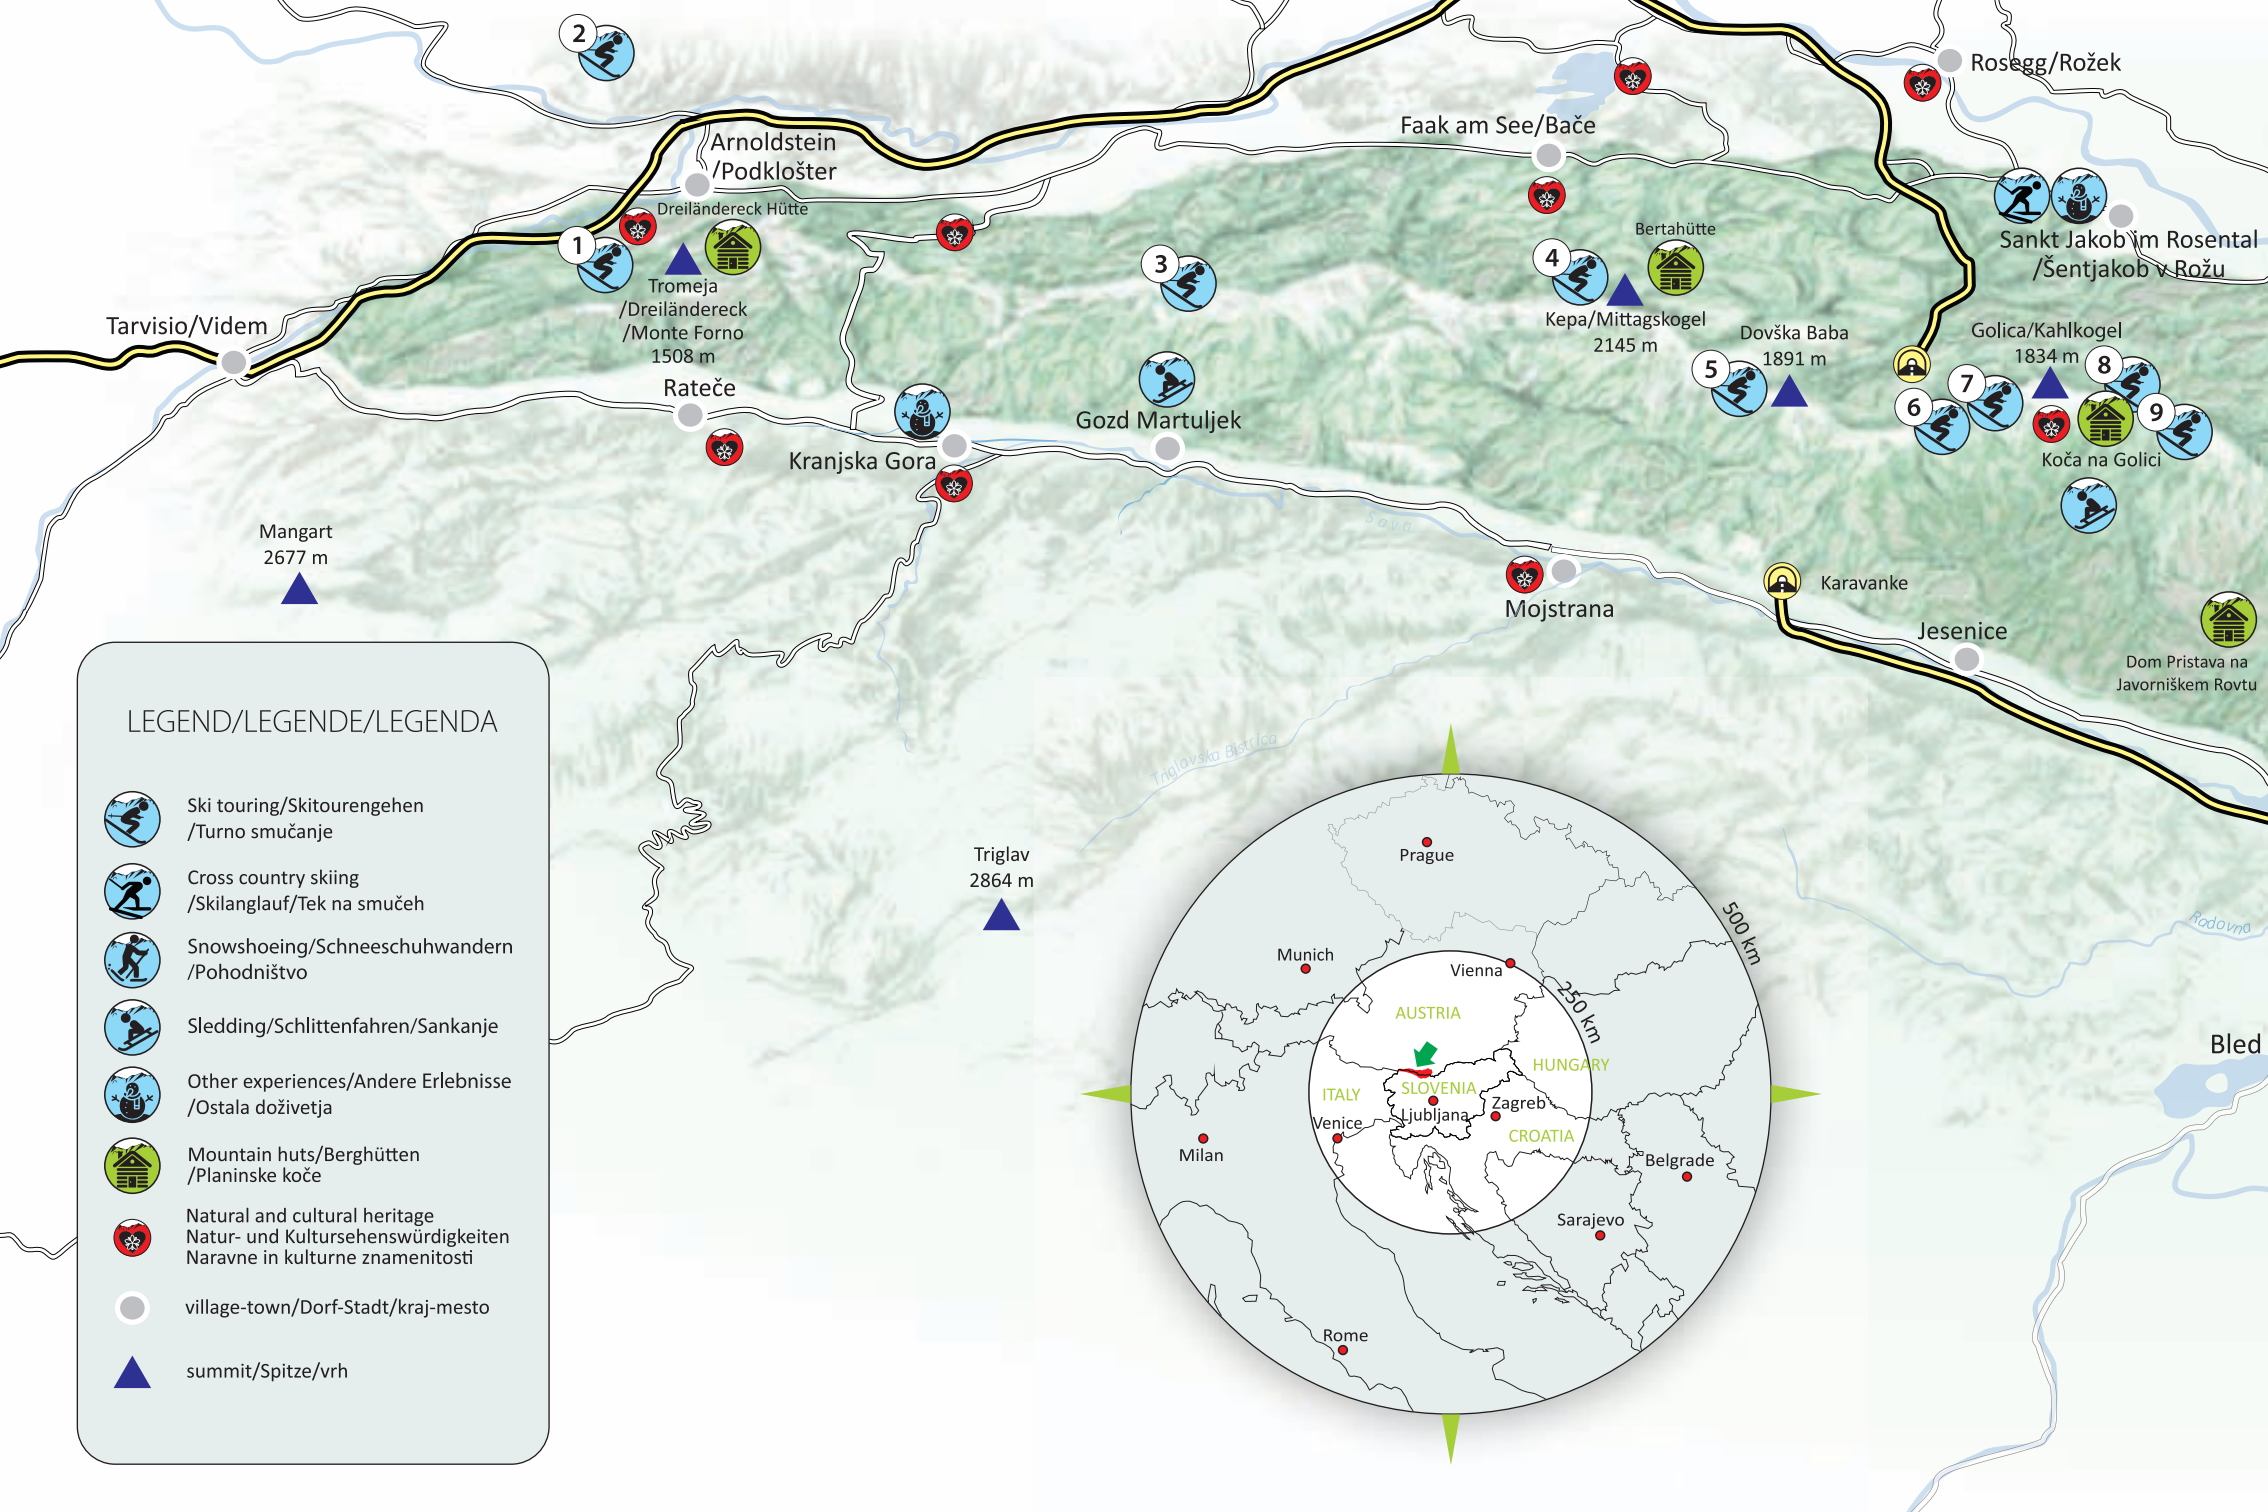 2
Rosegg/Rožek
Faak am See/Bače
Arnoldstein
/Podklošter
Dreiländereck Hütte
1
Tromeja
/Dreiländereck
/Monte Forno
1508 m
3
4
Bertahütte
Kepa/Mittagskogel
2145 m
Sankt Jakob im Rosental
/Šentjakob v Rožu
Tarvisio/Videm
Dovška Baba
1891 m
5
Golica/Kahlkogel
1834 m
6
7
8
9
Koča na Golici
Rateče
Kranjska Gora
Gozd Martuljek
Sava
Mangart
2677 m
Mojstrana
Karavanke
Jesenice
Dom Pristava na
Javorniškem Rovtu
Triglavska Bistrica
Triglav
2864 m
Radovna
Bled
LEGEND/LEGENDE/LEGENDA
Ski touring/Skitourengehen
/Turno smučanje
Cross country skiing
/Skilanglauf/Tek na smučeh
Snowshoeing/Schneeschuhwandern
/Pohodništvo
Sledding/Schlittenfahren/Sankanje
Other experiences/Andere Erlebnisse
/Ostala doživetja
Mountain huts/Berghütten
/Planinske koče
Natural and cultural heritage
Natur- und Kultursehenswürdigkeiten
Naravne in kulturne znamenitosti
village-town/Dorf-Stadt/kraj-mesto
summit/Spitze/vrh
Prague
500 km
Munich
Vienna
250 km
AUSTRIA
HUNGARY
ITALY
SLOVENIA
Ljubljana
Zagreb
Venice
CROATIA
Milan
Belgrade
Sarajevo
Rome